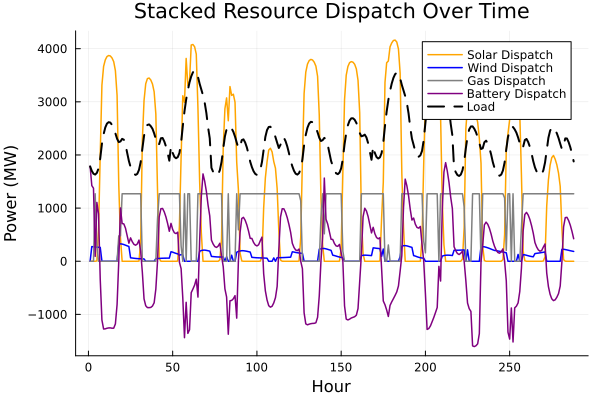 Stacked Resource Dispatch Over Time
Power (MW)
4000
3000
2000
1000
0
−1000
Solar Dispatch
Wind Dispatch
Gas Dispatch
Battery Dispatch
Load
0 50 100 150 200 250
Hour